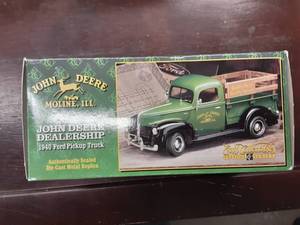 JOHN DEERE
MOLINE, ILL.
JOHN DEERE
DEALERSHIP
1940 Ford Pickup Truck
Authentically Scaled
Die-Cast Metal Replica